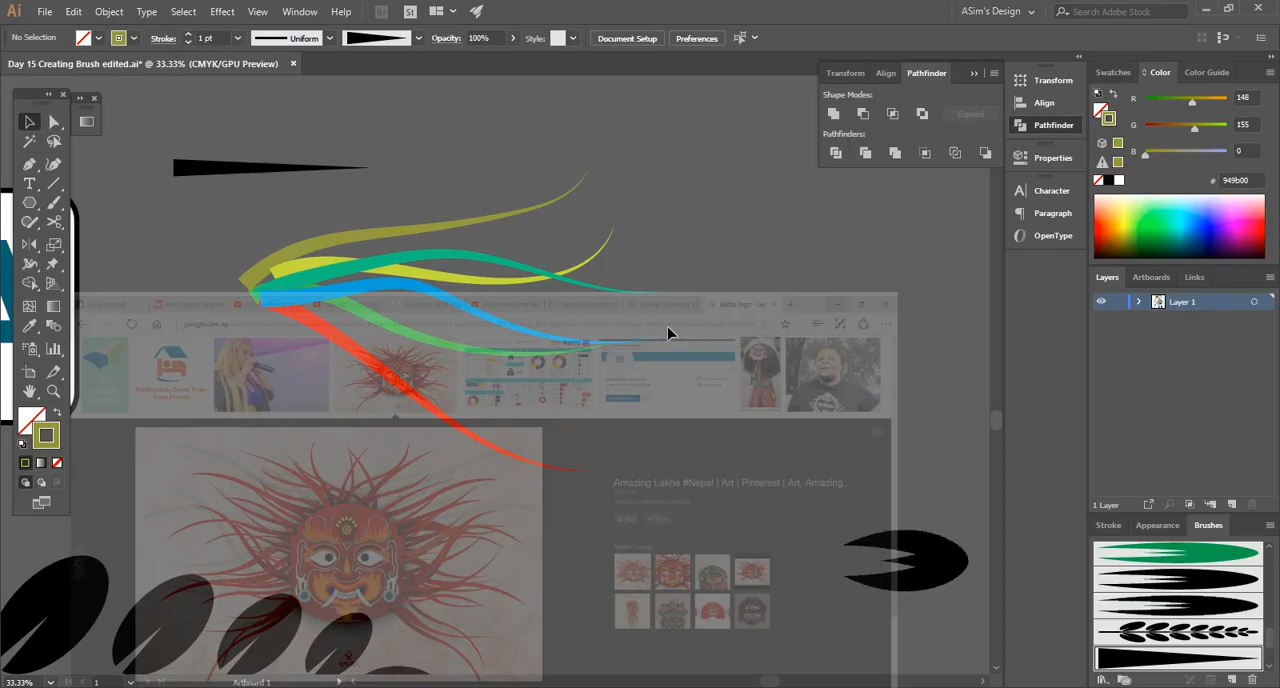 Ai File Edit Object Type Select Effect View Window Help Br St ASim's Design Search Adobe Stock
No Selection Stroke: 1 pt Uniform Opacity: 100% Style: Document Setup Preferences
Day 15 Creating Brush edited.ai* @ 33.33% (CMYK/GPU Preview)
Transform Align Pathfinder
Shape Modes:
Expand
Pathfinders:
Transform
Align
Pathfinder
Properties
Character
Paragraph
OpenType
Swatches Color Color Guide
R 148
G 155
B 0
# 949b00
Layers Artboards Links
Layer 1
1 Layer
Stroke Appearance Brushes
Amazing Lakhe #Nepal | Art | Pinterest | Art, Amazing...
33.33% 1 Artboard 1